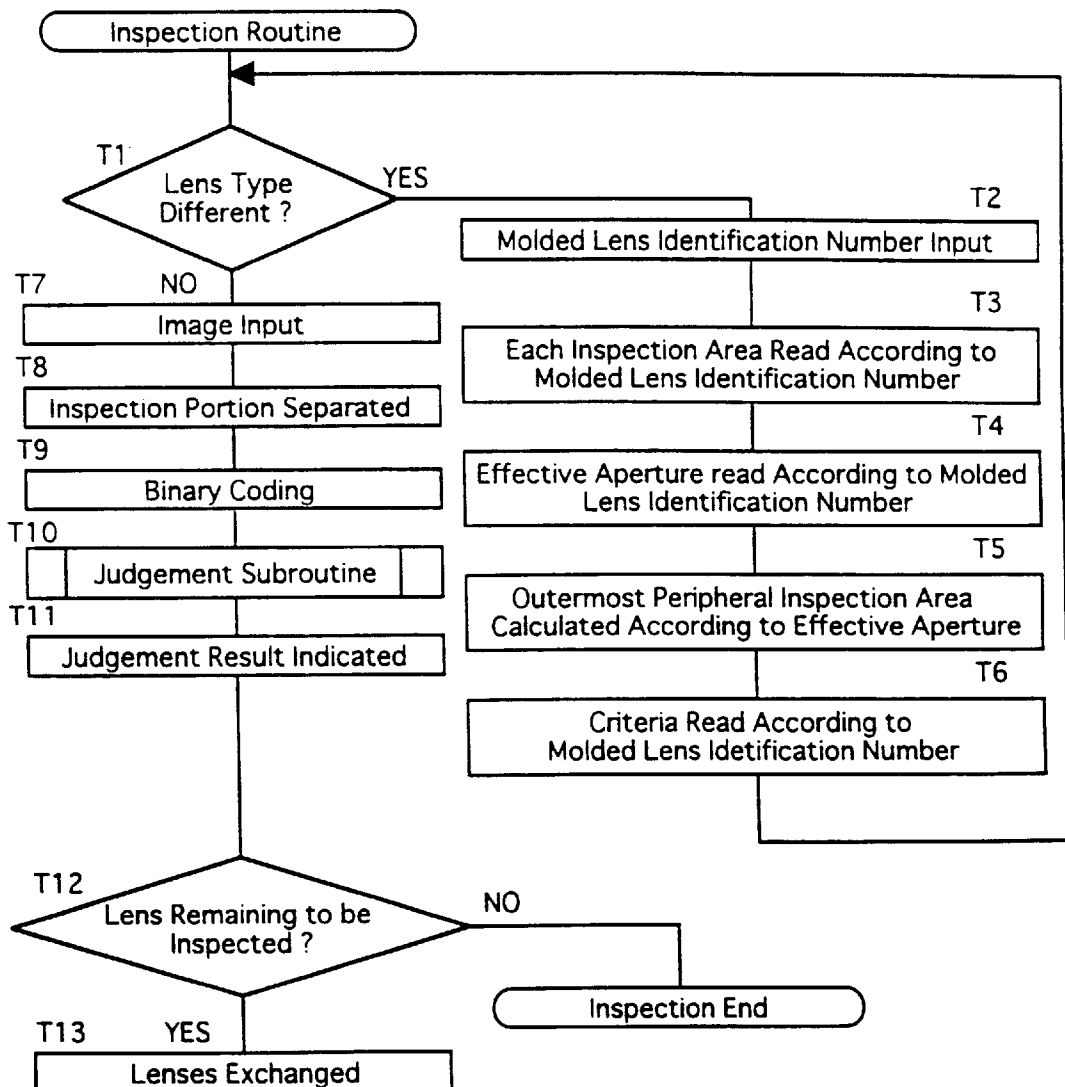 Inspection Routine
T1
Lens Type
Different ?
YES
NO
T2
Molded Lens Identification Number Input
T3
Each Inspection Area Read According to
Molded Lens Identification Number
T4
Effective Aperture read According to Molded
Lens Identification Number
T5
Outermost Peripheral Inspection Area
Calculated According to Effective Aperture
T6
Criteria Read According to
Molded Lens Idetification Number
T7
Image Input
T8
Inspection Portion Separated
T9
Binary Coding
T10
Judgement Subroutine
T11
Judgement Result Indicated
T12
Lens Remaining to be
Inspected ?
NO
Inspection End
T13
YES
Lenses Exchanged